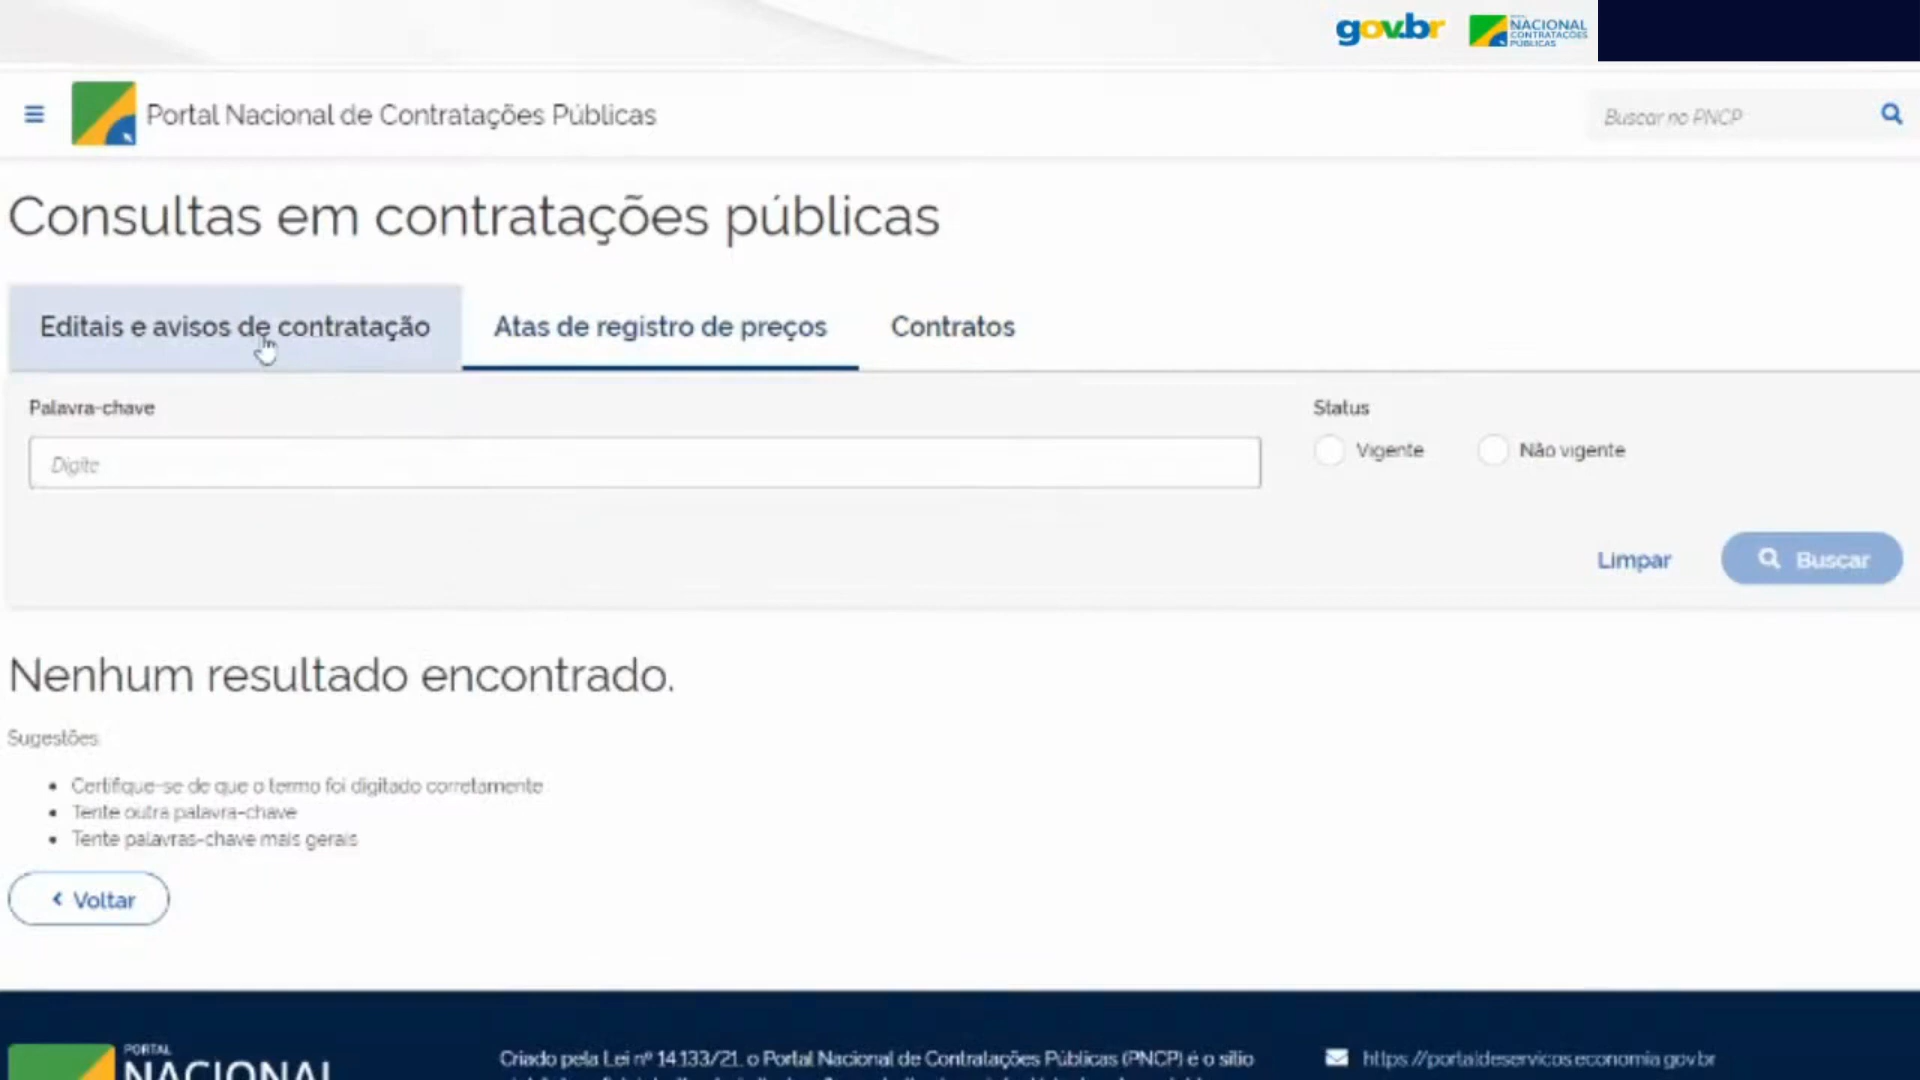 gov.br
NACIONAL
CONTRATAÇÕES
PÚBLICAS
Portal Nacional de Contratações Públicas
Buscar no PNCP
Consultas em contratações públicas
Editais e avisos de contratação
Atas de registro de preços
Contratos
Palavra-chave
Status
Digite
Vigente
Não vigente
Limpar
Buscar
Nenhum resultado encontrado.
Sugestões:
Certifique-se de que o termo foi digitado corretamente
Tente outra palavra-chave
Tente palavras-chave mais gerais
Voltar
PORTAL
NACIONAL
Criado pela Lei nº 14.133/21, o Portal Nacional de Contratações Públicas (PNCP) é o sítio
https://portaldeservicos.economia.gov.br